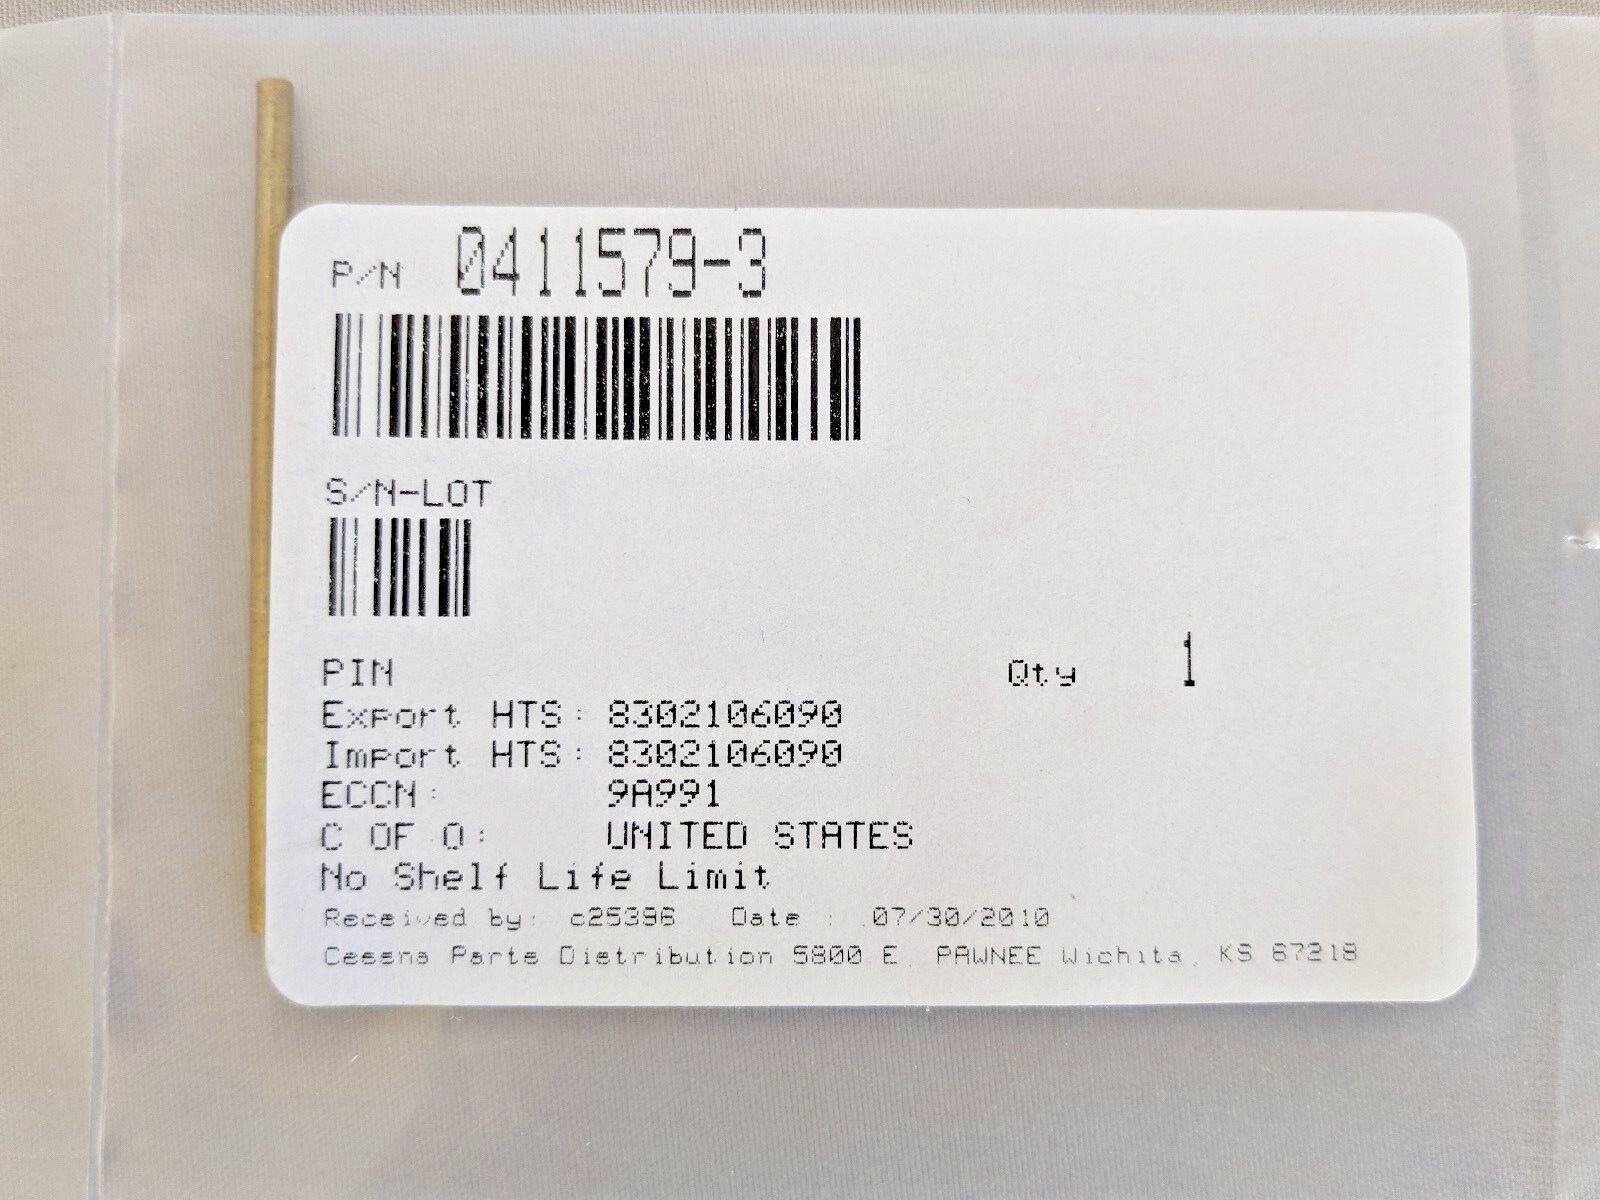 P/N 0411579-3
S/N-LOT
PIN Qty 1
Export HTS: 8302106090
Import HTS: 8302106090
ECCN: 9A991
C OF O: UNITED STATES
No Shelf Life Limit
Received by: c25396 Date : 07/30/2010
Cessna Parts Distribution 5800 E. PAWNEE Wichita, KS 67218